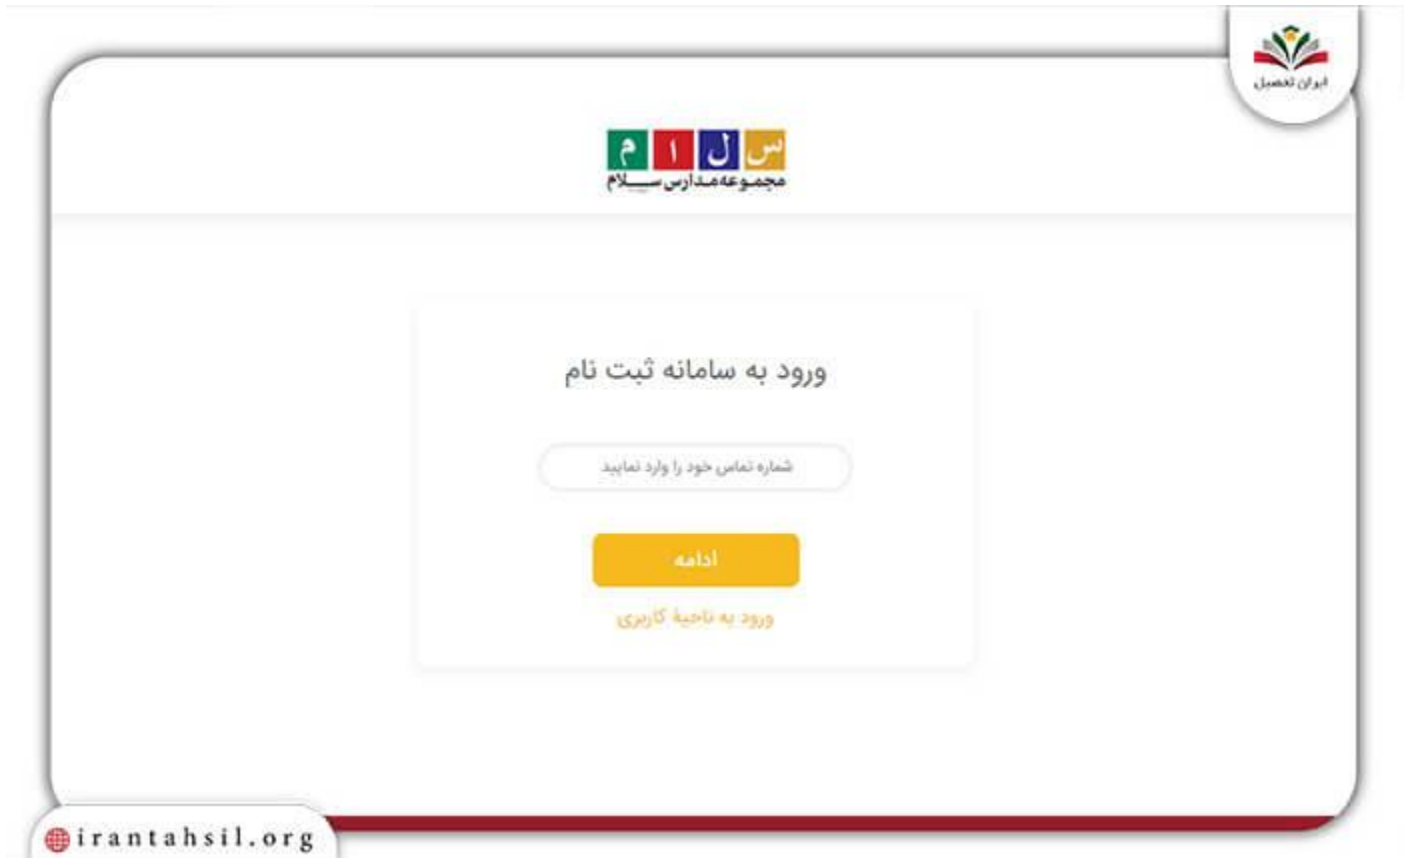 ایران تحصیل
س ل ا م
مجموعه مدارس سلام
ورود به سامانه ثبت نام
شماره تماس خود را وارد نمایید
ادامه
ورود به ناحیهٔ کاربری
irantahsil.org